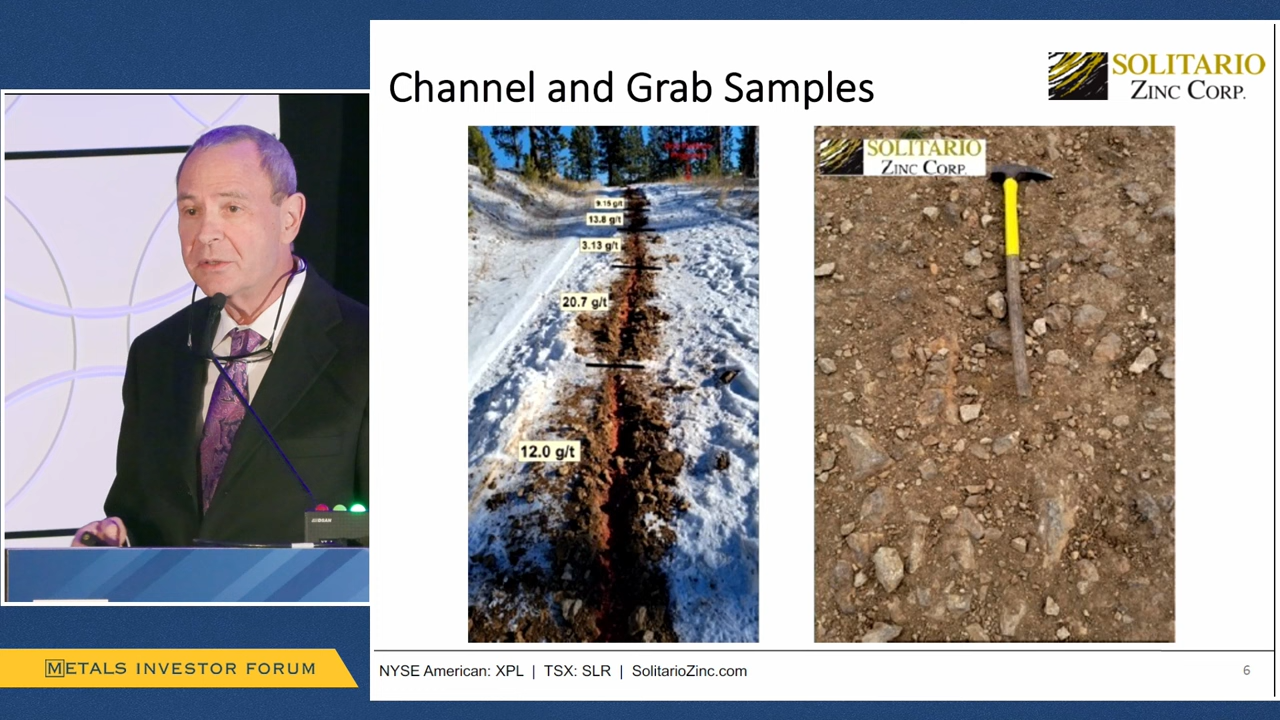 Channel and Grab Samples
SOLITARIO
ZINC CORP.
9.15 g/t
13.8 g/t
3.13 g/t
20.7 g/t
12.0 g/t
SOLITARIO
ZINC CORP.
METALS INVESTOR FORUM
NYSE American: XPL | TSX: SLR | SolitarioZinc.com
6